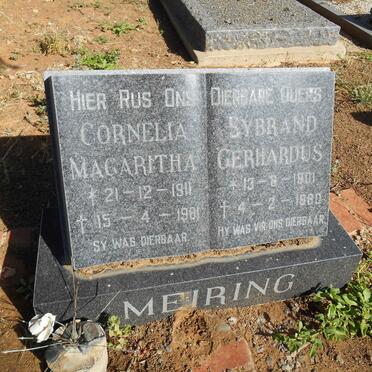 HIER RUS ONS DIERBARE OUERS
CORNELIA
MAGARITHA
* 21-12-1911
† 15-4-1981
SY WAS DIERBAAR
SYBRAND
GERHARDUS
* 13-8-1901
† 4-2-1980
HY WAS VIR ONS DIERBAAR
MEIRING